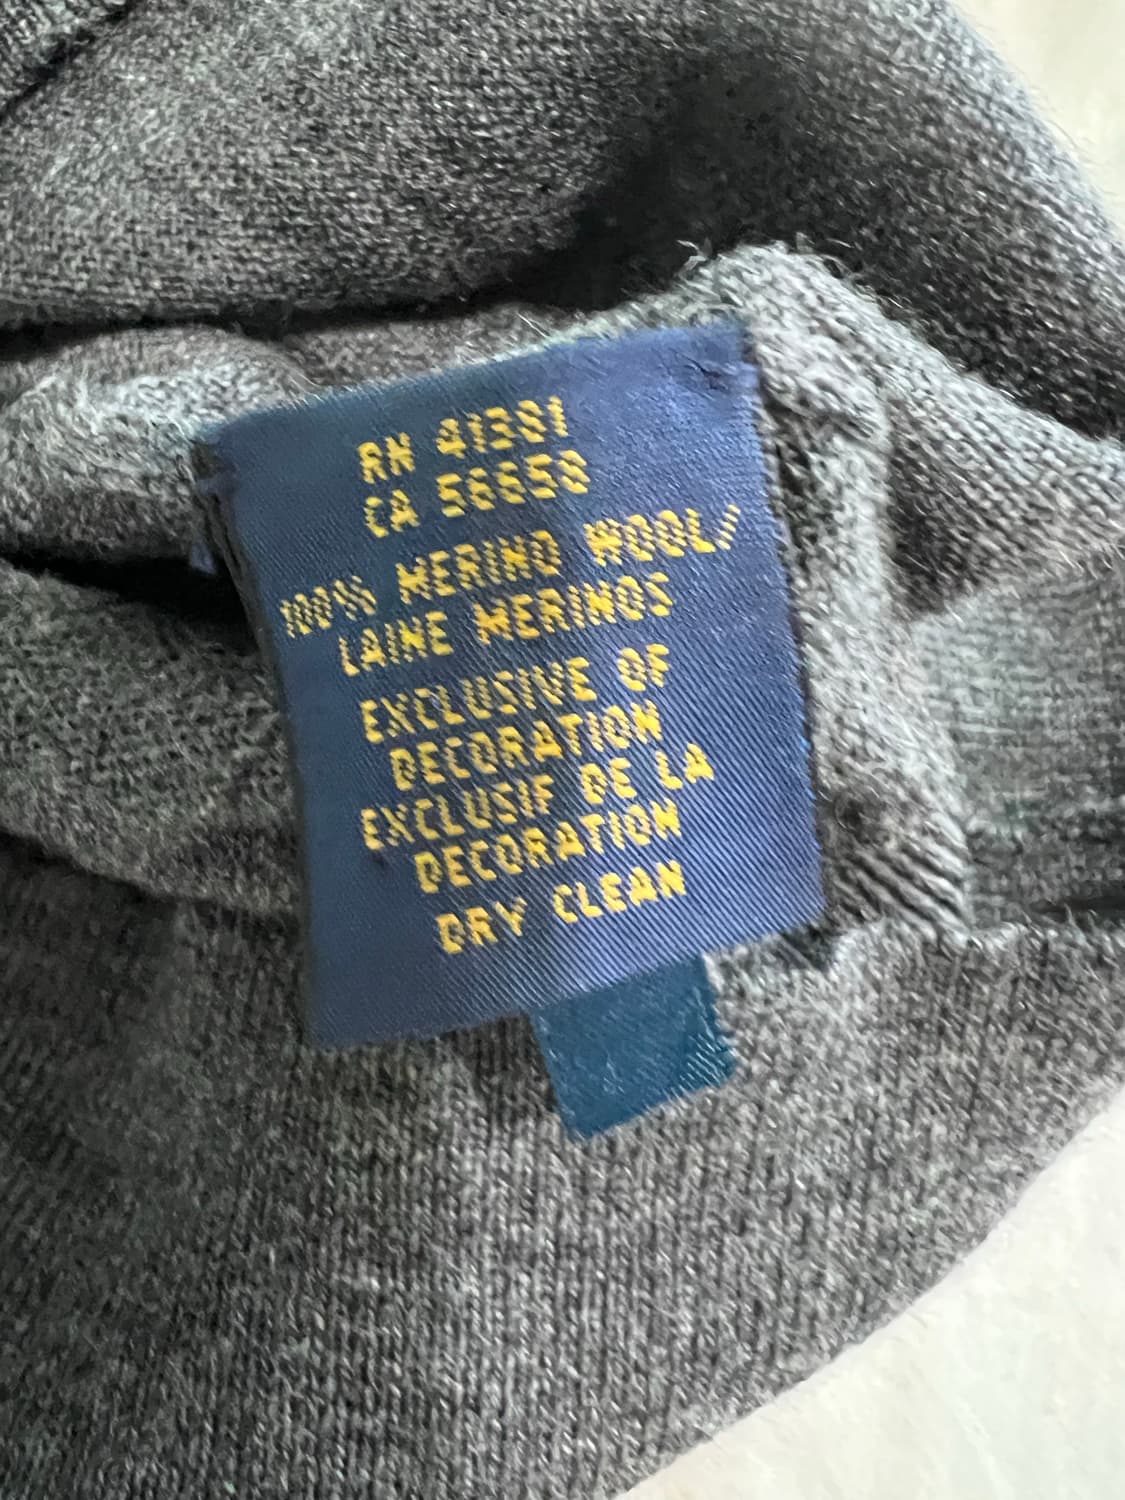 RN 41381
CA 56658
100% MERINO WOOL/
LAINE MERINOS
EXCLUSIVE OF
DECORATION
EXCLUSIF DE LA
DECORATION
DRY CLEAN